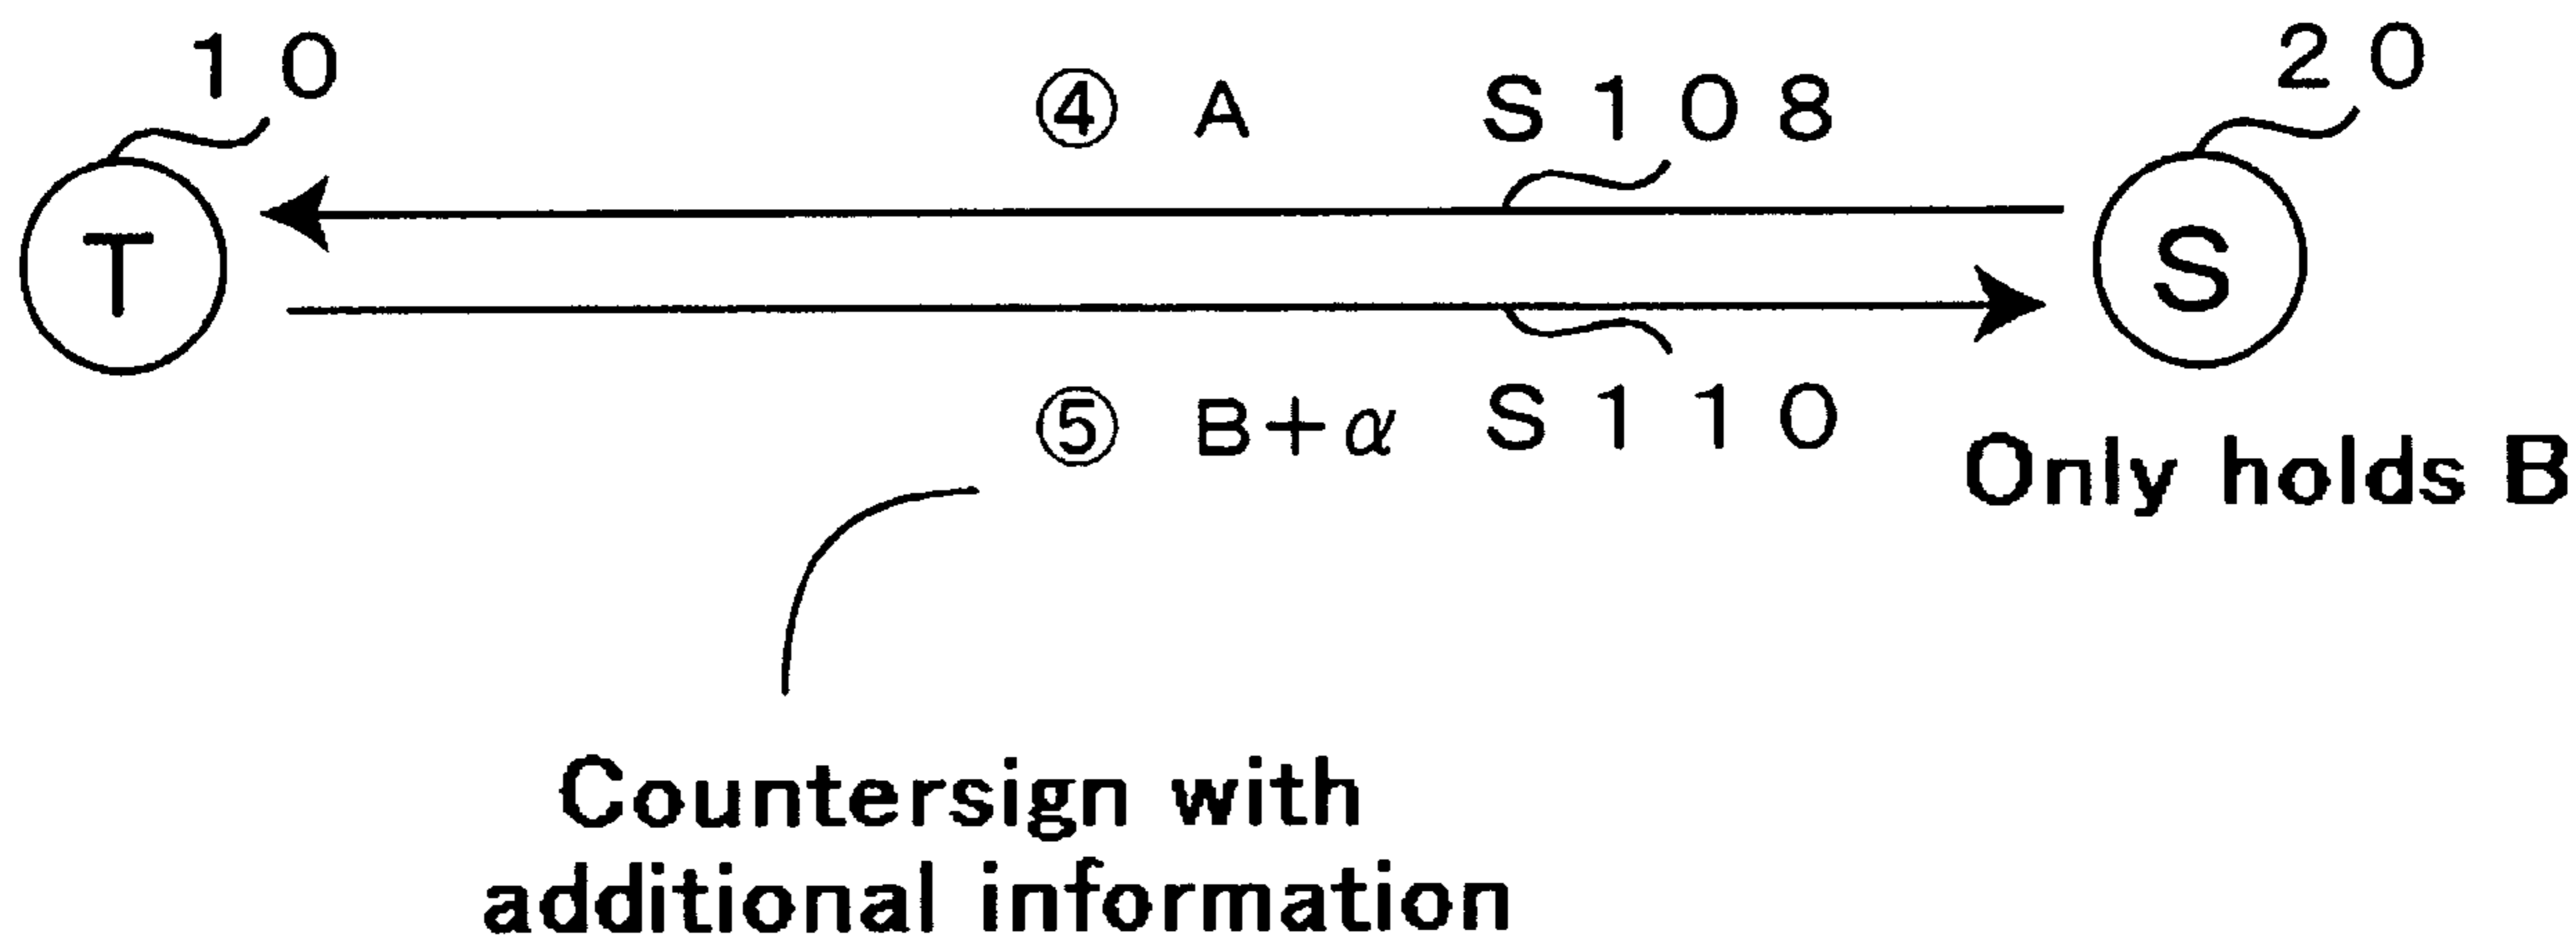 10
④ A S108
20
T
S
⑤ B+α S110
Only holds B
Countersign with
additional information